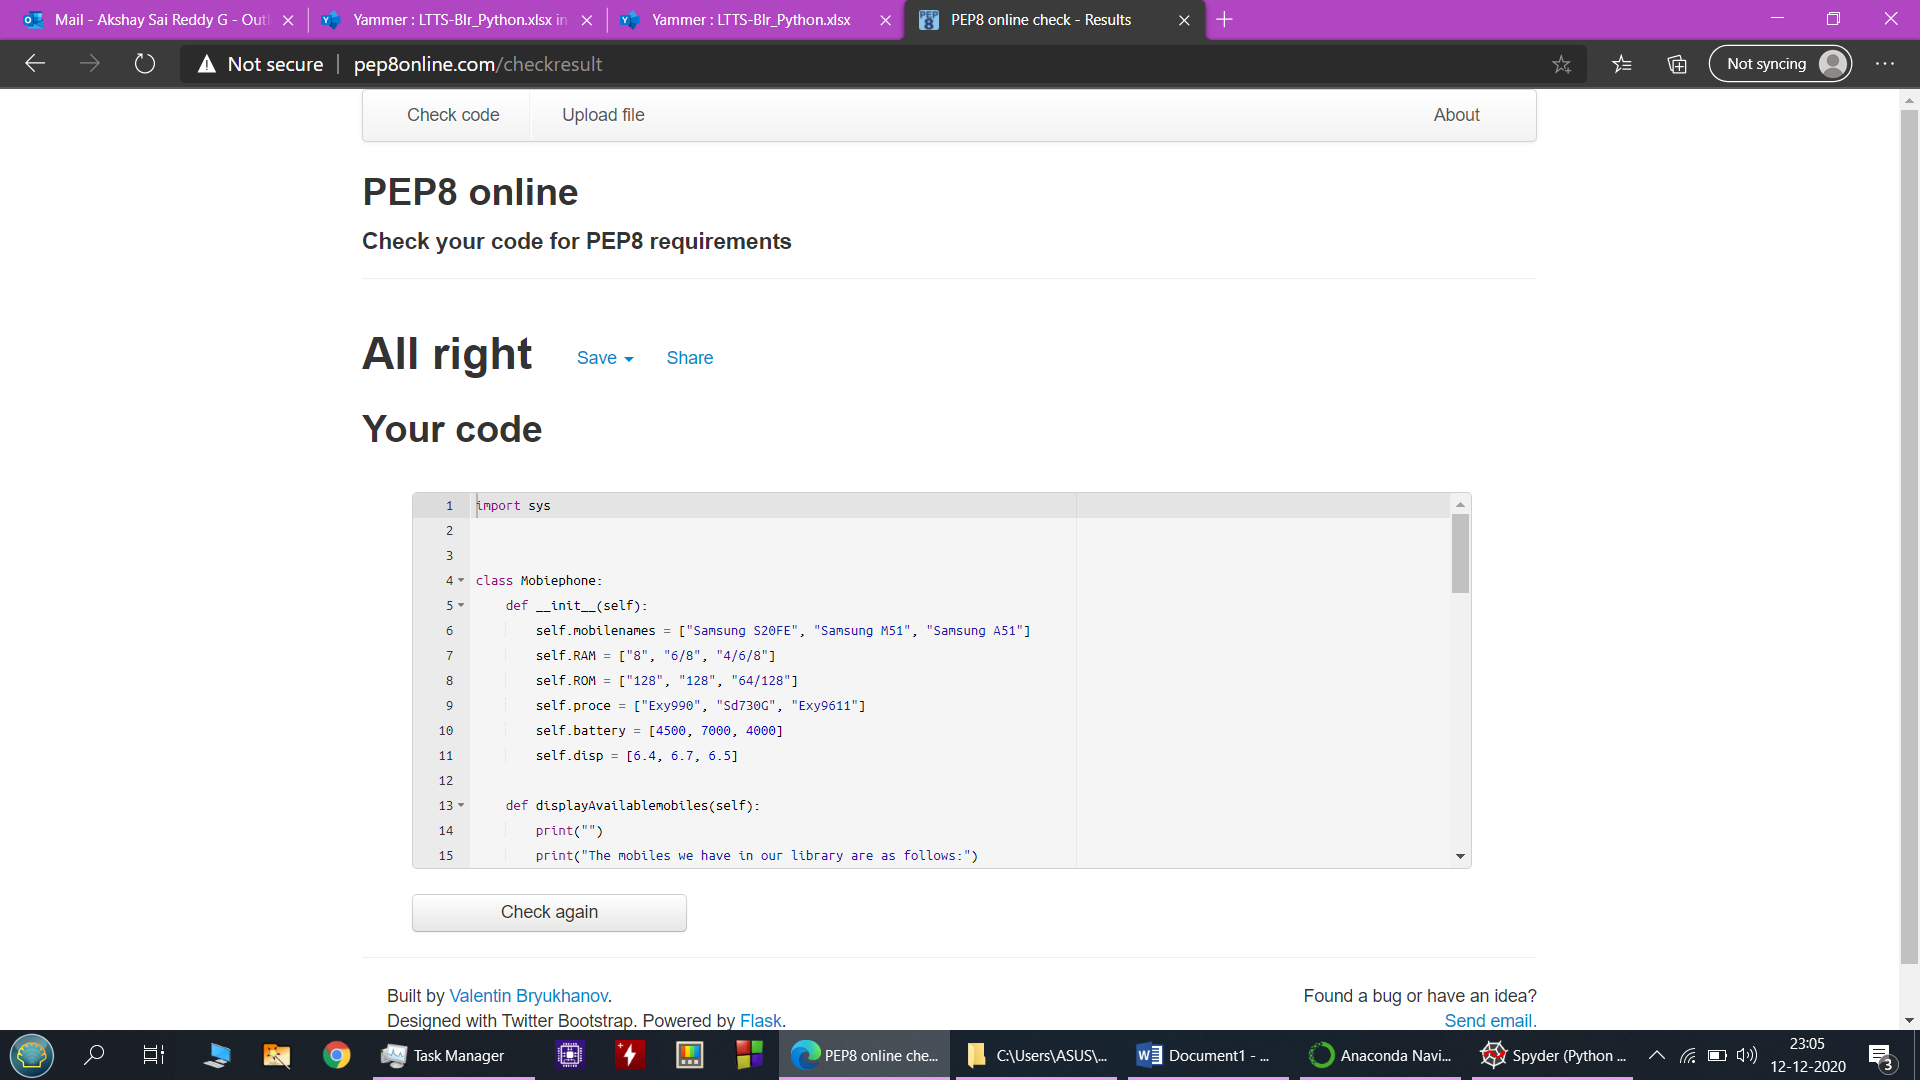 Mail - Akshay Sai Reddy G - Outl
Yammer : LTTS-Blr_Python.xlsx in
Yammer : LTTS-Blr_Python.xlsx
PEP8 online check - Results
Not secure
pep8online.com/checkresult
Not syncing
Check code
Upload file
About
PEP8 online
Check your code for PEP8 requirements
All right
Save
Share
Your code
1 import sys
2
3
4 class Mobiephone:
5     def __init__(self):
6         self.mobilenames = ["Samsung S20FE", "Samsung M51", "Samsung A51"]
7         self.RAM = ["8", "6/8", "4/6/8"]
8         self.ROM = ["128", "128", "64/128"]
9         self.proce = ["Exy990", "Sd730G", "Exy9611"]
10         self.battery = [4500, 7000, 4000]
11         self.disp = [6.4, 6.7, 6.5]
12
13     def displayAvailablemobiles(self):
14         print("")
15         print("The mobiles we have in our library are as follows:")
Check again
Built by Valentin Bryukhanov.
Designed with Twitter Bootstrap. Powered by Flask.
Found a bug or have an idea?
Send email.
Task Manager
PEP8 online che...
C:\Users\ASUS\...
Document1 - ...
Anaconda Navi...
Spyder (Python ...
23:05
12-12-2020
3